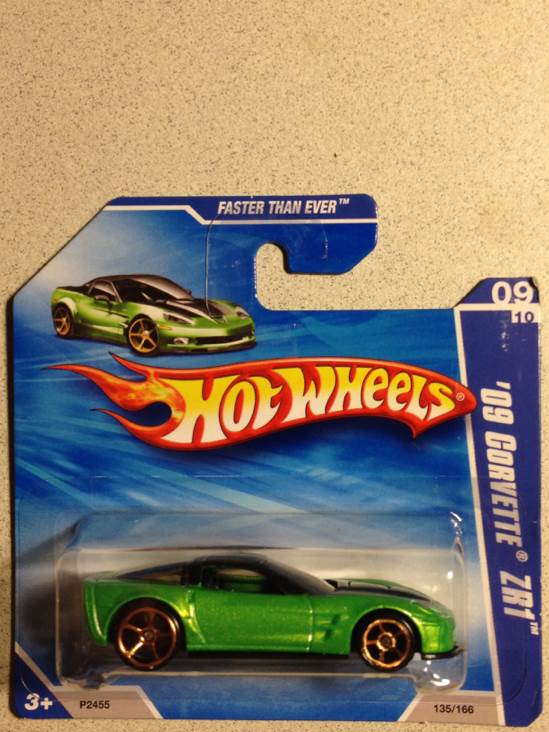 FASTER THAN EVER™
09
10
HOT WHEELS®
'09 CORVETTE® ZR1™
3+
P2455
135/166